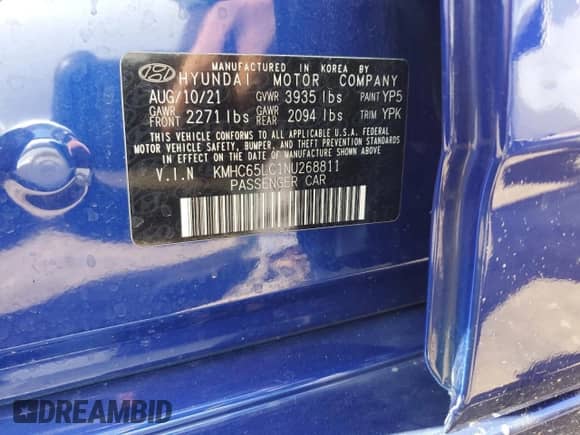 MANUFACTURED IN KOREA BY
HYUNDAI MOTOR COMPANY
AUG/10/21 GVWR 3935 lbs PAINT YP5
GAWR FRONT 2271 lbs GAWR REAR 2094 lbs TRIM YPK
THIS VEHICLE CONFORMS TO ALL APPLICABLE U.S.A. FEDERAL
MOTOR VEHICLE SAFETY, BUMPER, AND THEFT PREVENTION STANDARDS
IN EFFECT ON THE DATE OF MANUFACTURE SHOWN ABOVE.
V.I.N KMHC65LC1NU268811
PASSENGER CAR
DREAMBID